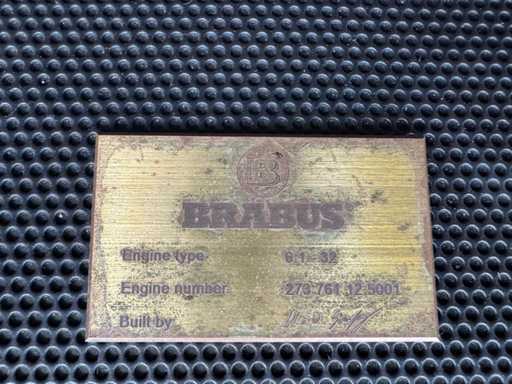 B
BRABUS
Engine type 6.1 - 32
Engine number 273 761 12 5001
Built by